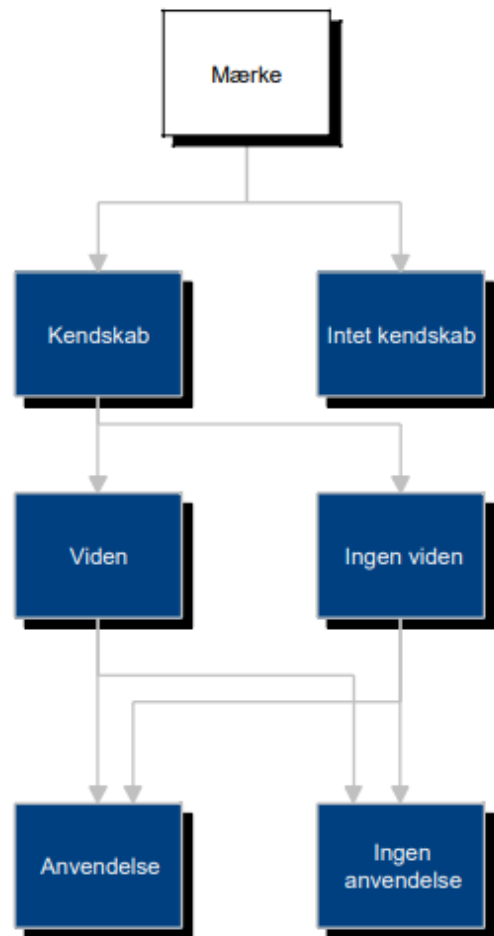 Mærke
Kendskab
Intet kendskab
Viden
Ingen viden
Anvendelse
Ingen
anvendelse